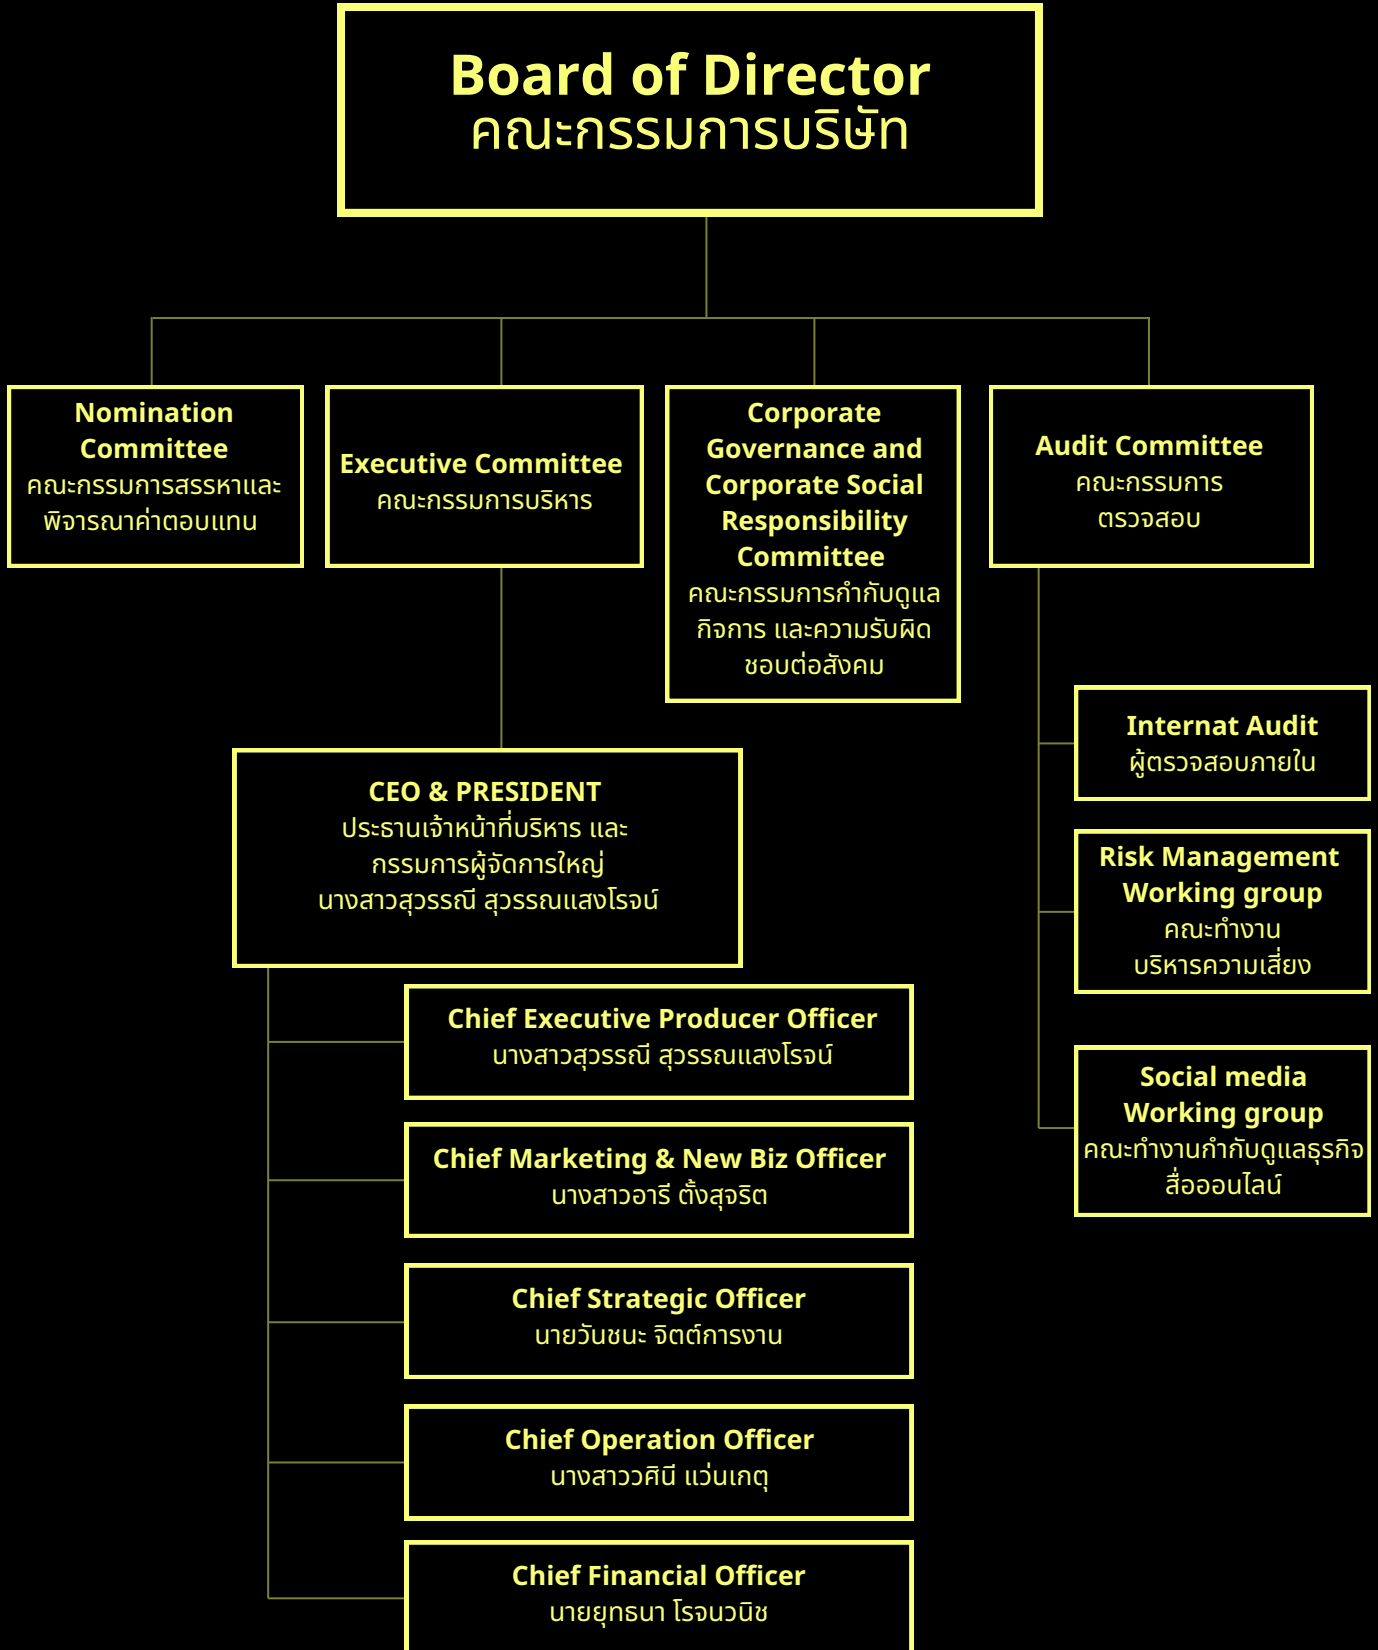 Board of Director
คณะกรรมการบริษัท
Nomination
Committee
คณะกรรมการสรรหาและ
พิจารณาค่าตอบแทน
Executive Committee
คณะกรรมการบริหาร
Corporate
Governance and
Corporate Social
Responsibility
Committee
คณะกรรมการกำกับดูแล
กิจการ และความรับผิด
ชอบต่อสังคม
Audit Committee
คณะกรรมการ
ตรวจสอบ
Internat Audit
ผู้ตรวจสอบภายใน
Risk Management
Working group
คณะทำงาน
บริหารความเสี่ยง
Social media
Working group
คณะทำงานกำกับดูแลธุรกิจ
สื่อออนไลน์
CEO & PRESIDENT
ประธานเจ้าหน้าที่บริหาร และ
กรรมการผู้จัดการใหญ่
นางสาวสุวรรณี สุวรรณแสงโรจน์
Chief Executive Producer Officer
นางสาวสุวรรณี สุวรรณแสงโรจน์
Chief Marketing & New Biz Officer
นางสาวอารี ตั้งสุจริต
Chief Strategic Officer
นายวันชนะ จิตต์การงาน
Chief Operation Officer
นางสาววศินี แว่นเกตุ
Chief Financial Officer
นายยุทธนา โรจนวนิช